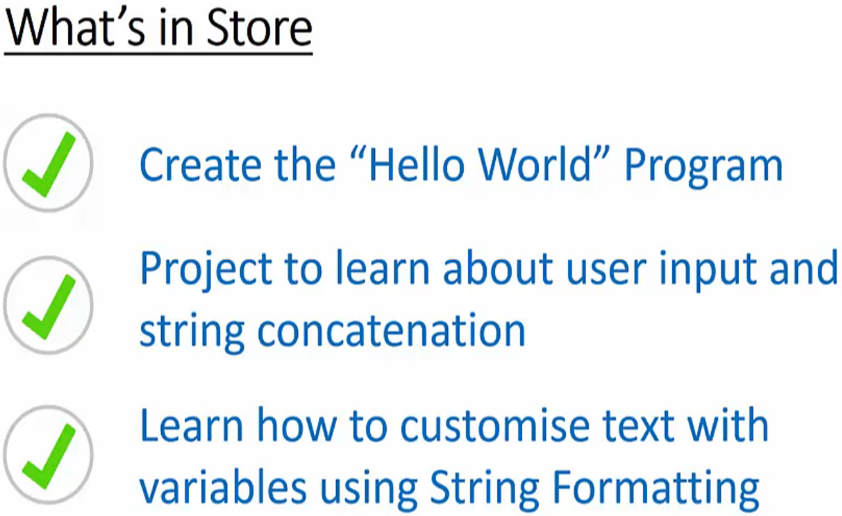 What's in Store
Create the “Hello World” Program
Project to learn about user input and
string concatenation
Learn how to customise text with
variables using String Formatting